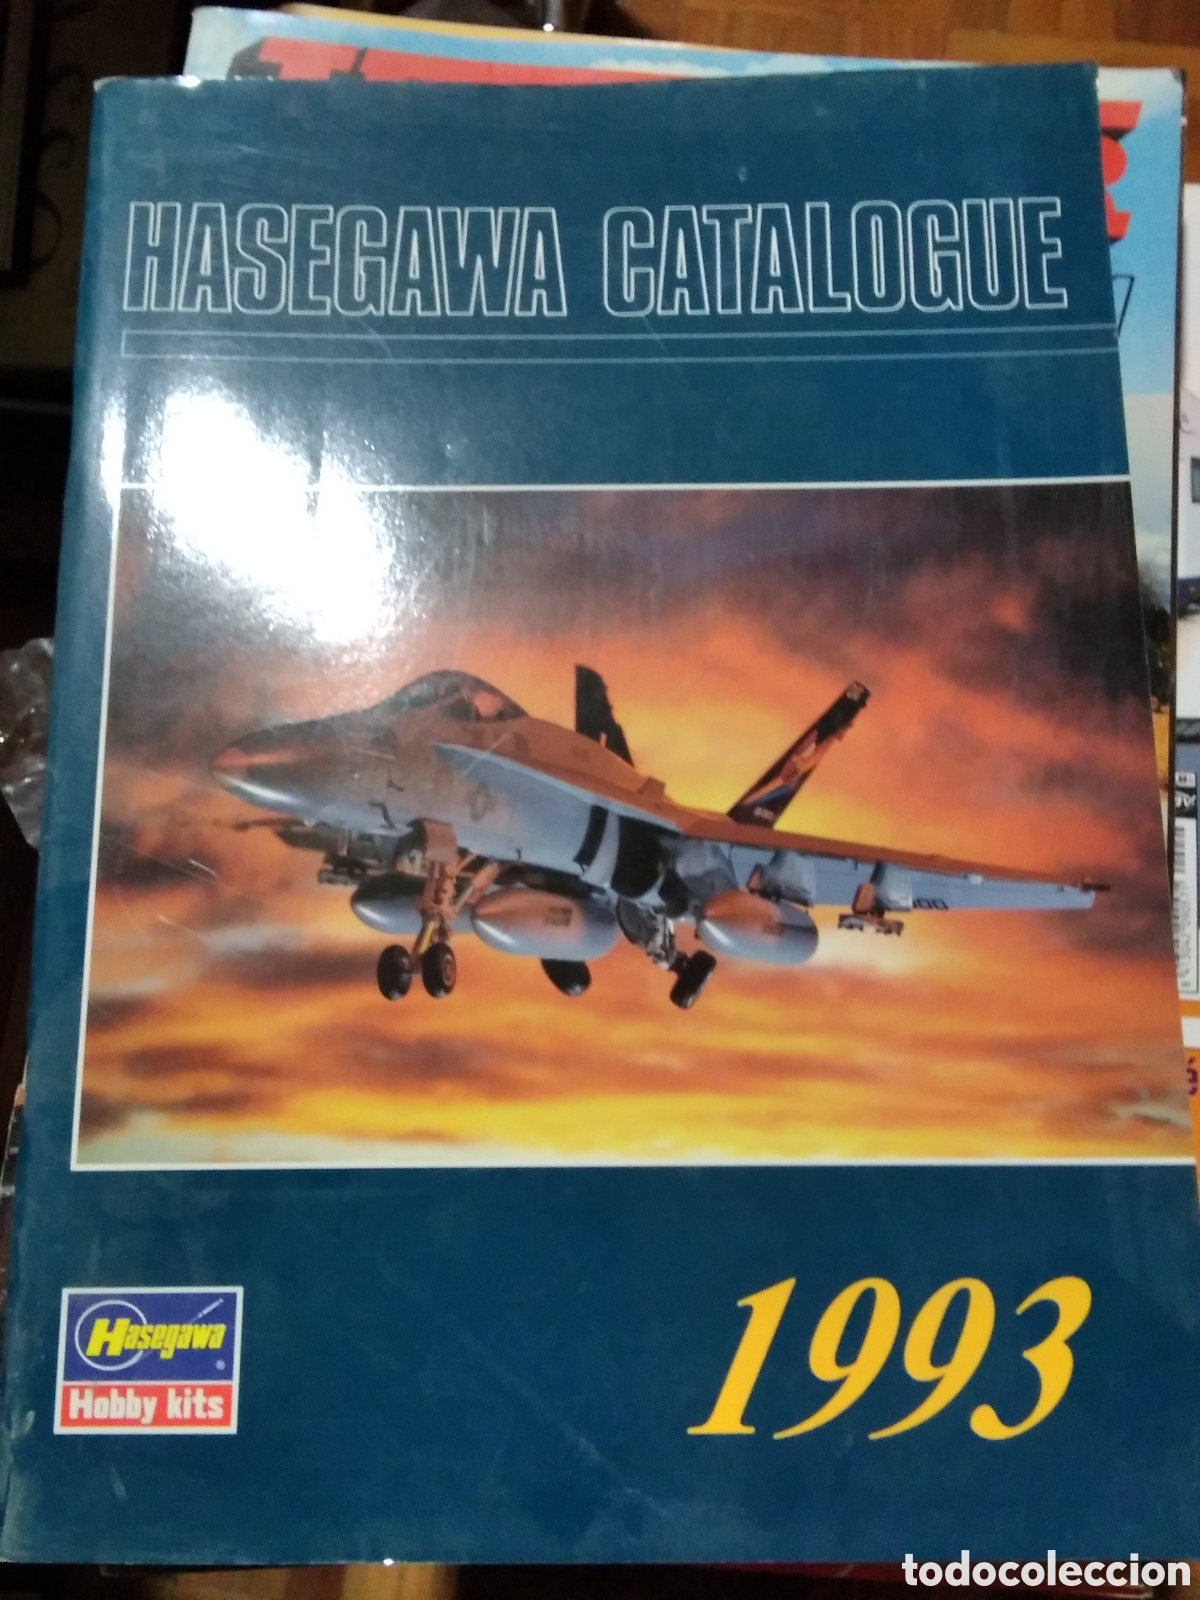 HASEGAWA CATALOGUE
1993
Hasegawa
®
Hobby kits
todocoleccion